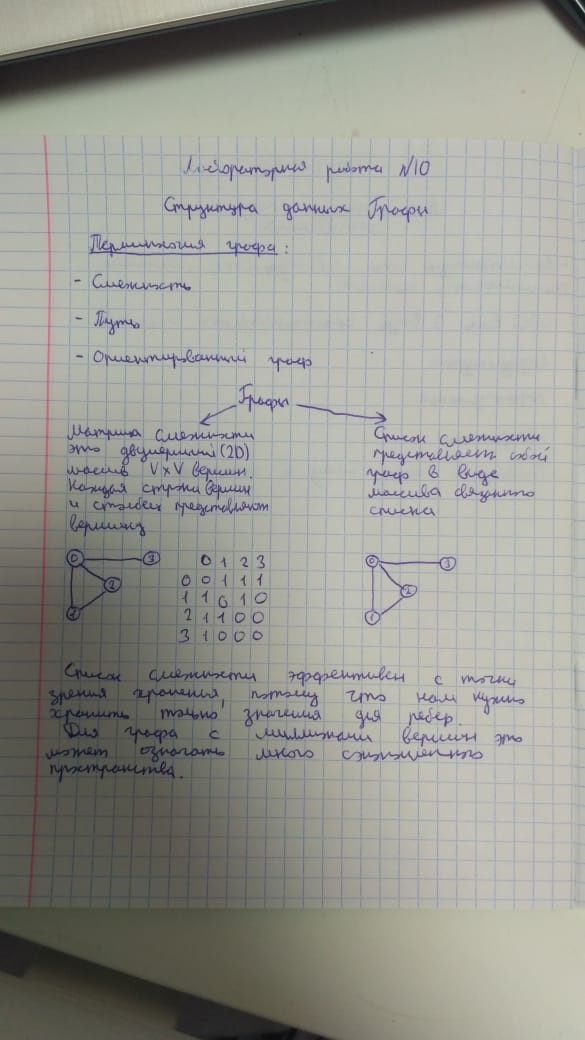 Лабораторная работа №10
Структура данных Графы
Терминология графа:
- Смежность
- Путь
- Ориентированный граф
Графы
Матрица смежности
это двумерный (2D)
массив V x V вершин.
Каждая строка вершин
и столбец представляют
вершину
Список смежности
представляет собой
граф в виде
массива связного
списка
0 3
2
1
0 1 2 3
0 0 1 1 1
1 1 0 1 0
2 1 1 0 0
3 1 0 0 0
0 3
2
1
Список смежности эффективен с точки
зрения хранения, потому что нам нужно
хранить только значения для ребер.
Для графа с миллионами вершин это
может означать много сэкономленного
пространства.